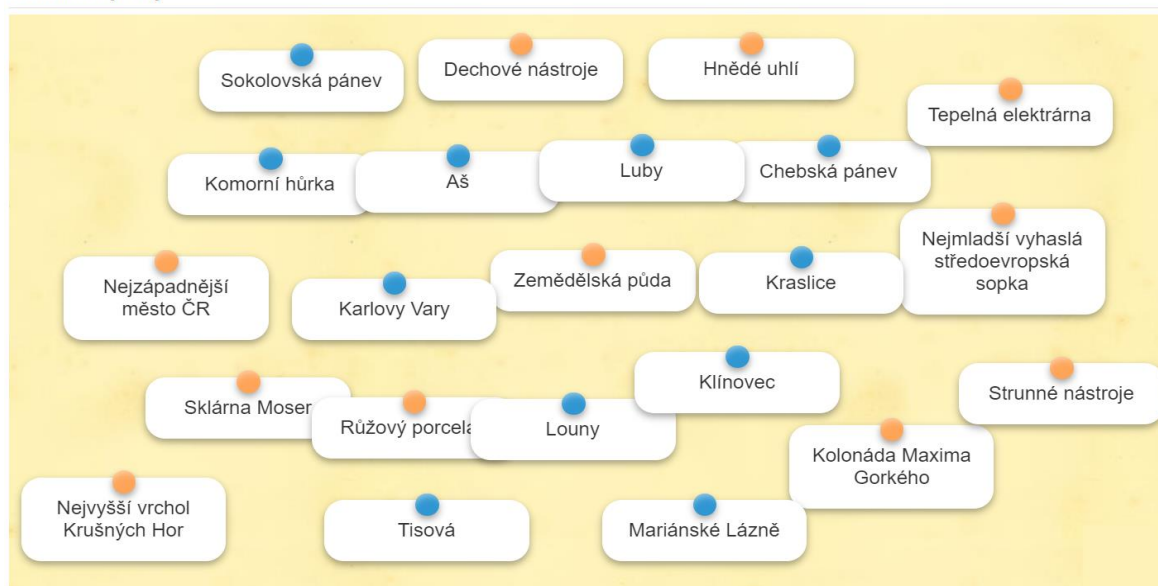 Sokolovská pánev
Dechové nástroje
Hnědé uhlí
Tepelná elektrárna
Komorní hůrka
Aš
Luby
Chebská pánev
Nejzápadnější
město ČR
Karlovy Vary
Zemědělská půda
Kraslice
Nejmladší vyhaslá
středoevropská
sopka
Sklárna Moser
Růžový porcelá
Louny
Klínovec
Strunné nástroje
Kolonáda Maxima
Gorkého
Nejvyšší vrchol
Krušných Hor
Tisová
Mariánské Lázně